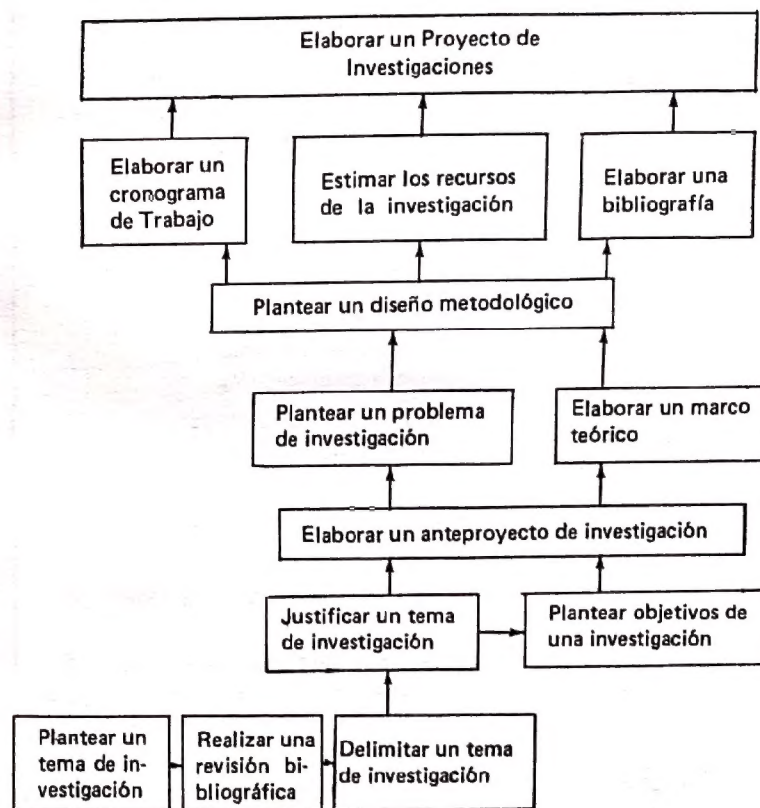 Elaborar un Proyecto de
Investigaciones
Elaborar un
cronograma
de Trabajo
Estimar los recursos
de la investigación
Elaborar una
bibliografía
Plantear un diseño metodológico
Plantear un problema
de investigación
Elaborar un marco
teórico
Elaborar un anteproyecto de investigación
Justificar un tema
de investigación
Plantear objetivos de
una investigación
Plantear un
tema de in-
vestigación
Realizar una
revisión bi-
bliográfica
Delimitar un tema
de investigación